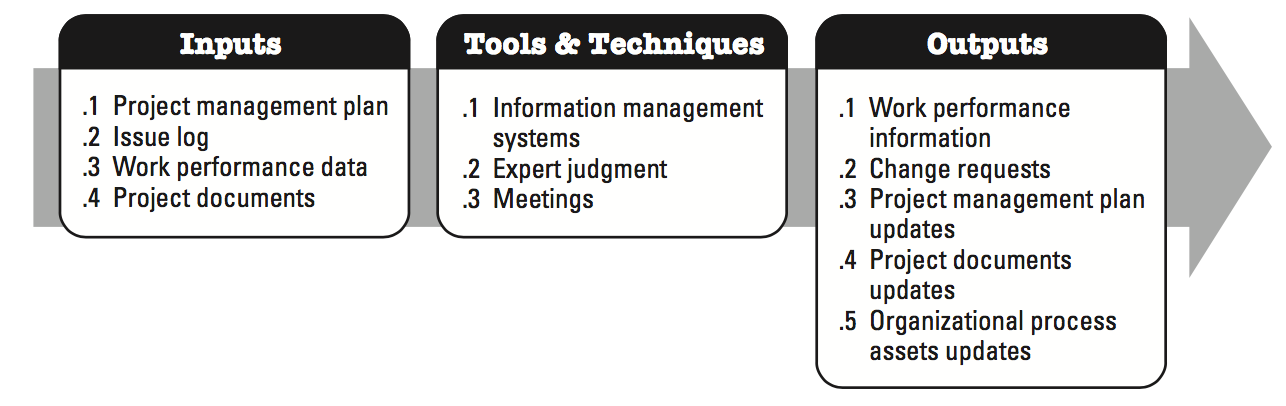 Inputs
.1 Project management plan
.2 Issue log
.3 Work performance data
.4 Project documents
Tools & Techniques
.1 Information management
systems
.2 Expert judgment
.3 Meetings
Outputs
.1 Work performance
information
.2 Change requests
.3 Project management plan
updates
.4 Project documents
updates
.5 Organizational process
assets updates